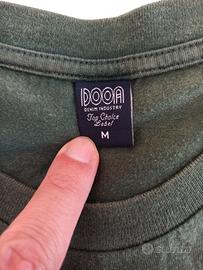 DOOA
DENIM INDUSTRY
Top Choice
Label
M
subito